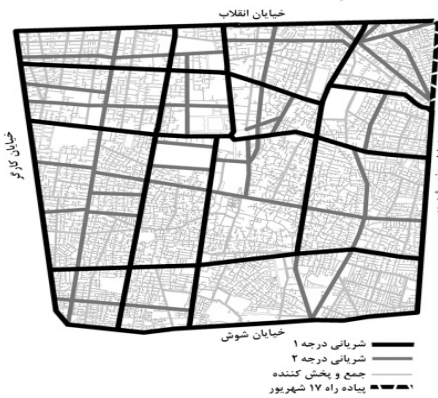 خیابان انقلاب
خیابان کارگر
خیابان شوش
شریانی درجه ۱
شریانی درجه ۲
جمع و پخش کننده
پیاده راه ۱۷ شهریور